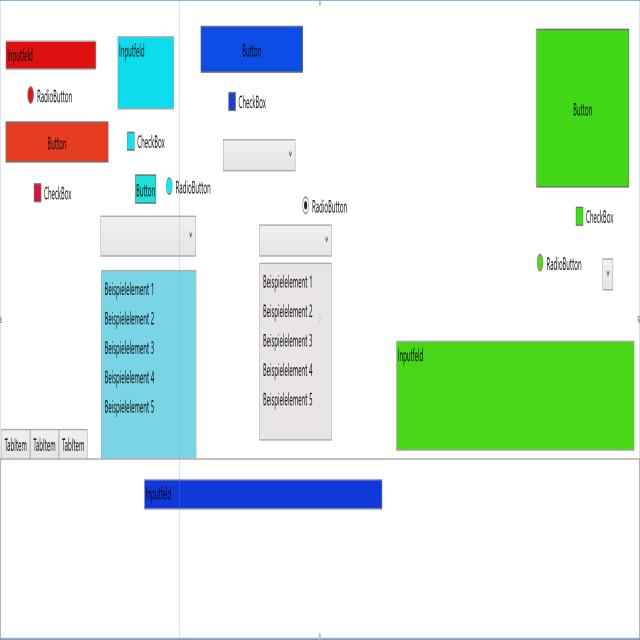 Inputfeld
RadioButton
Button
CheckBox
Inputfeld
CheckBox
Button
RadioButton
Beispielelement 1
Beispielelement 2
Beispielelement 3
Beispielelement 4
Beispielelement 5
Button
CheckBox
RadioButton
Beispielelement 1
Beispielelement 2
Beispielelement 3
Beispielelement 4
Beispielelement 5
Button
CheckBox
RadioButton
Inputfeld
TabItem TabItem TabItem
Inputfeld